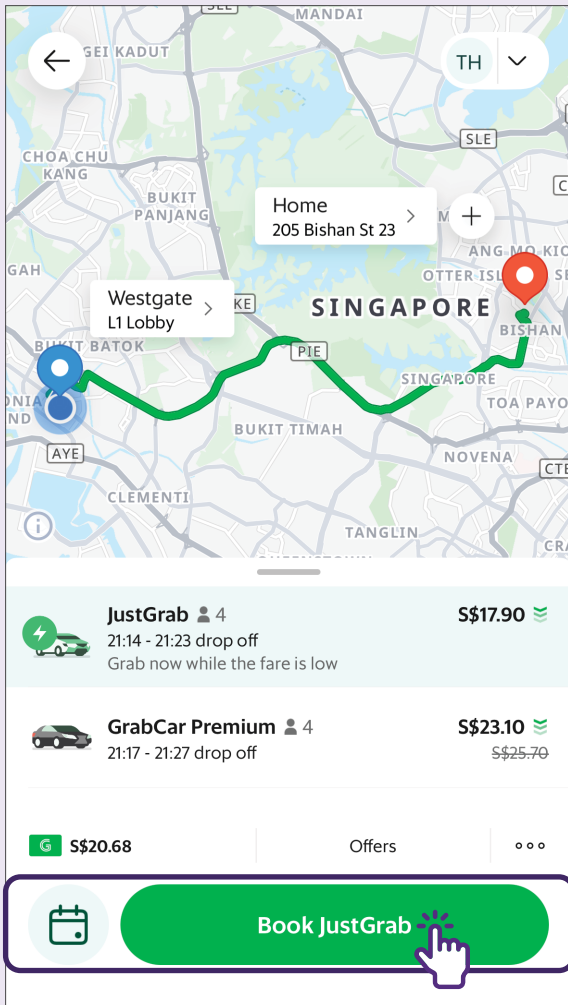 MANDAI
GEI KADUT
TH
SLE
CHOA CHU
KANG
BUKIT
PANJANG
Home
205 Bishan St 23
ANG MO KIO
GAH
OTTER ISL
Westgate
L1 Lobby
KE
SINGAPORE
BISHAN
BUKIT BATOK
PIE
SINGAPORE
TOA PAYO
ND
BUKIT TIMAH
AYE
NOVENA
CTE
CLEMENTI
TANGLIN
CRA
JustGrab 4
S$17.90
21:14 - 21:23 drop off
Grab now while the fare is low
GrabCar Premium 4
S$23.10
21:17 - 21:27 drop off
S$25.70
G S$20.68
Offers
Book JustGrab